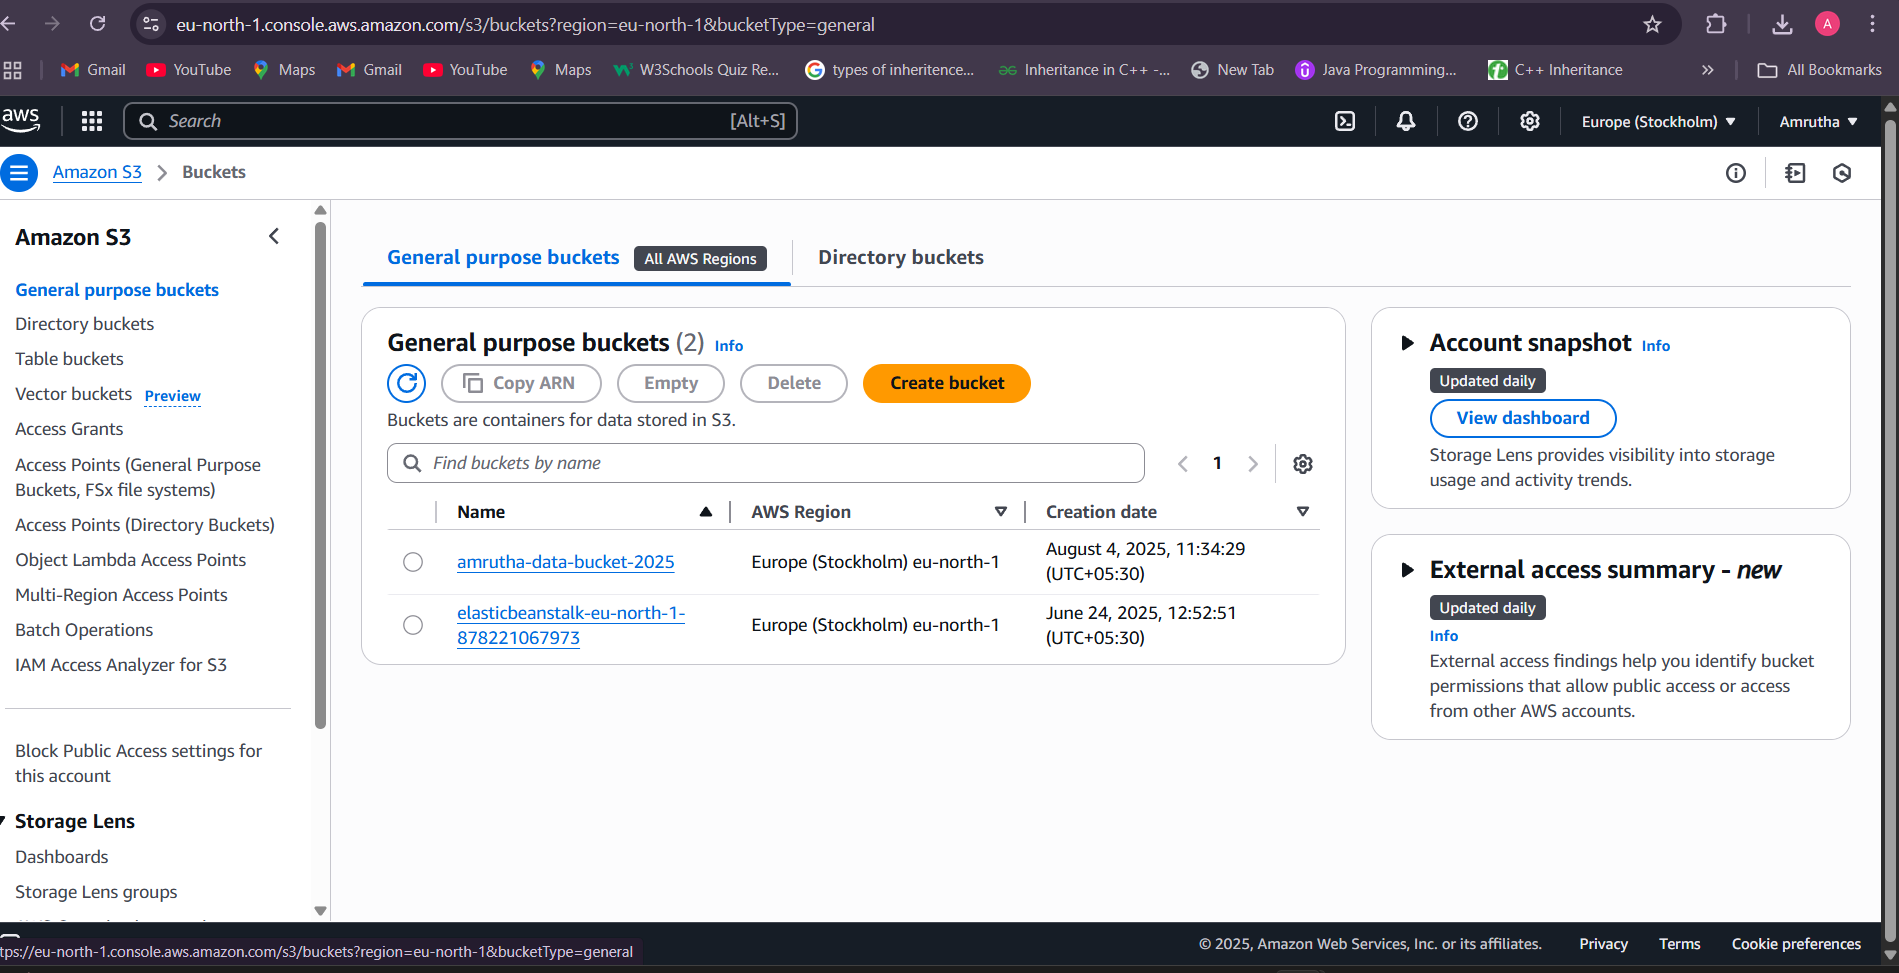 eu-north-1.console.aws.amazon.com/s3/buckets?region=eu-north-1&bucketType=general
A
Gmail YouTube Maps Gmail YouTube Maps W3Schools Quiz Re... types of inheritence... Inheritance in C++ -... New Tab Java Programming... C++ Inheritance » All Bookmarks
aws Search [Alt+S] Europe (Stockholm) Amrutha
Amazon S3 Buckets
Amazon S3
General purpose buckets
Directory buckets
Table buckets
Vector buckets Preview
Access Grants
Access Points (General Purpose
Buckets, FSx file systems)
Access Points (Directory Buckets)
Object Lambda Access Points
Multi-Region Access Points
Batch Operations
IAM Access Analyzer for S3
Block Public Access settings for
this account
Storage Lens
Dashboards
Storage Lens groups
General purpose buckets All AWS Regions Directory buckets
General purpose buckets (2) Info
Copy ARN Empty Delete Create bucket
Buckets are containers for data stored in S3.
Find buckets by name 1
Name AWS Region Creation date
amrutha-data-bucket-2025 Europe (Stockholm) eu-north-1 August 4, 2025, 11:34:29
(UTC+05:30)
elasticbeanstalk-eu-north-1-
878221067973 Europe (Stockholm) eu-north-1 June 24, 2025, 12:52:51
(UTC+05:30)
Account snapshot Info
Updated daily
View dashboard
Storage Lens provides visibility into storage
usage and activity trends.
External access summary - new
Updated daily
Info
External access findings help you identify bucket
permissions that allow public access or access
from other AWS accounts.
tps://eu-north-1.console.aws.amazon.com/s3/buckets?region=eu-north-1&bucketType=general
© 2025, Amazon Web Services, Inc. or its affiliates. Privacy Terms Cookie preferences